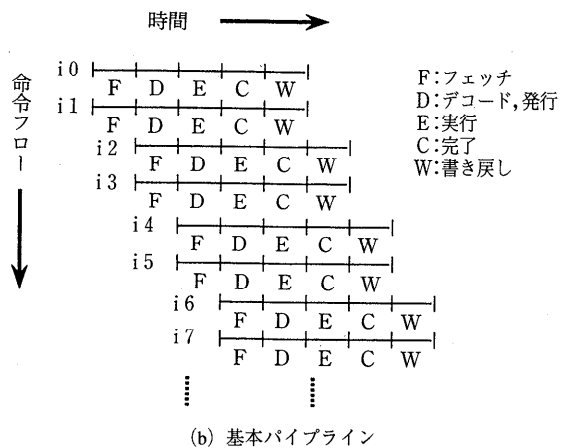 時間
命令フロー
i0
F D E C W
i1
F D E C W
i2
F D E C W
i3
F D E C W
i4
F D E C W
i5
F D E C W
i6
F D E C W
i7
F D E C W
F:フェッチ
D:デコード,発行
E:実行
C:完了
W:書き戻し
(b) 基本パイプライン